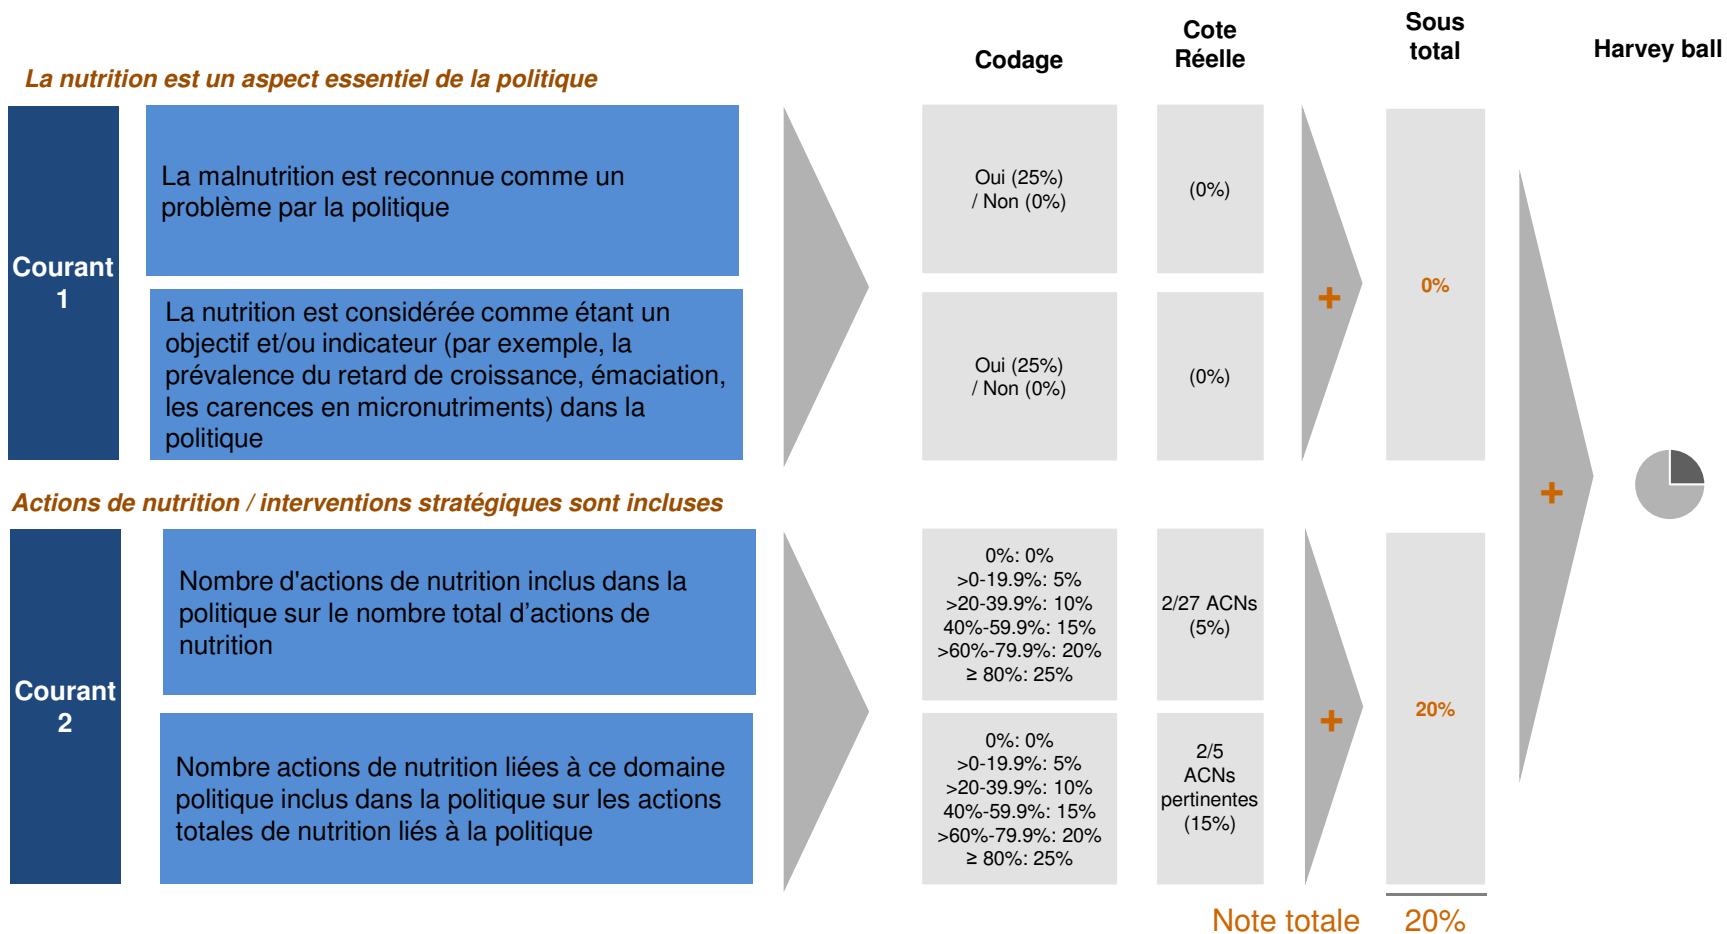 Codage
Cote
Réelle
Sous
total
Harvey ball
La nutrition est un aspect essentiel de la politique
Courant
1
La malnutrition est reconnue comme un
problème par la politique
Oui (25%)
/ Non (0%)
(0%)
La nutrition est considérée comme étant un
objectif et/ou indicateur (par exemple, la
prévalence du retard de croissance, émaciation,
les carences en micronutriments) dans la
politique
Oui (25%)
/ Non (0%)
(0%)
+
0%
+
Actions de nutrition / interventions stratégiques sont incluses
Courant
2
Nombre d'actions de nutrition inclus dans la
politique sur le nombre total d’actions de
nutrition
0%: 0%
>0-19.9%: 5%
>20-39.9%: 10%
40%-59.9%: 15%
>60%-79.9%: 20%
≥ 80%: 25%
2/27 ACNs
(5%)
Nombre actions de nutrition liées à ce domaine
politique inclus dans la politique sur les actions
totales de nutrition liés à la politique
0%: 0%
>0-19.9%: 5%
>20-39.9%: 10%
40%-59.9%: 15%
>60%-79.9%: 20%
≥ 80%: 25%
2/5
ACNs
pertinentes
(15%)
+
20%
Note totale 20%